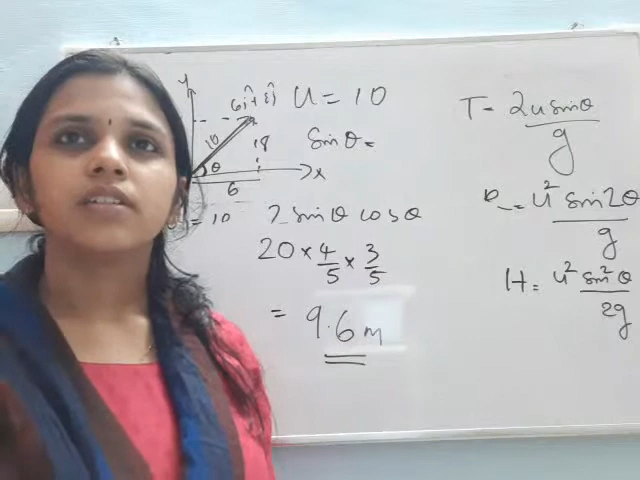 y
6î+8ĵ
U = 10
10
8
θ
x
6
sinθ =
= 10
2 sinθ cosθ
20 × 4/5 × 3/5
= 9.6 m
T = 2u sinθ / g
R = u² sin2θ / g
H = u² sin²θ / 2g